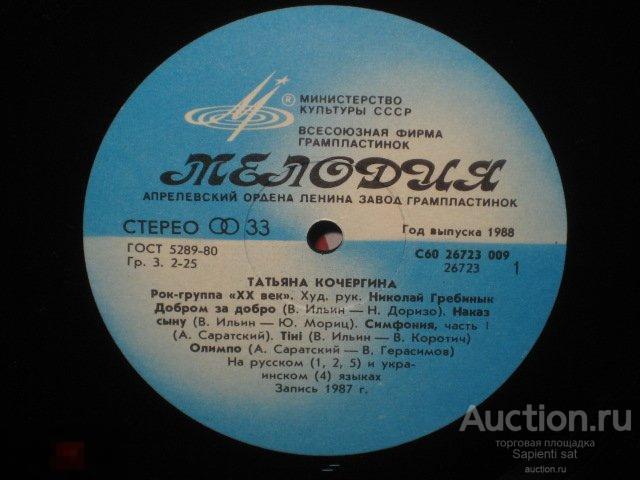 ®
МИНИСТЕРСТВО
КУЛЬТУРЫ СССР
ВСЕСОЮЗНАЯ ФИРМА
ГРАМПЛАСТИНОК
МЕЛОДИЯ
АПРЕЛЕВСКИЙ ОРДЕНА ЛЕНИНА ЗАВОД ГРАМПЛАСТИНОК
СТЕРЕО 33
Год выпуска 1988
ГОСТ 5289-80
С60 26723 009
Гр. 3. 2-25
26723 1
ТАТЬЯНА КОЧЕРГИНА
Рок-группа «XX век». Худ. рук. Николай Гребинык
Добром за добро (В. Ильин — Н. Доризо). Наказ
сыну (В. Ильин — Ю. Мориц). Симфония, часть I
(А. Саратский). Тіні (В. Ильин — В. Коротич)
Олимпо (А. Саратский — В. Герасимов)
На русском (1, 2, 5) и укра-
инском (4) языках
Запись 1987 г.
Auction.ru
торговая площадка
Sapienti sat
auction.ru